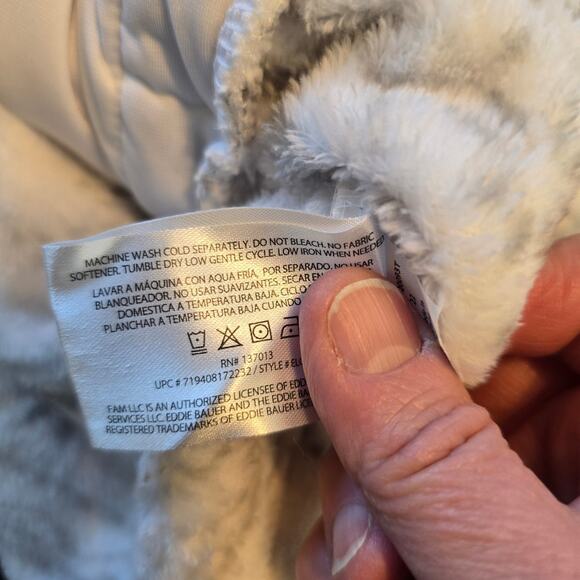 MACHINE WASH COLD SEPARATELY. DO NOT BLEACH. NO FABRIC
SOFTENER. TUMBLE DRY LOW GENTLE CYCLE. LOW IRON WHEN NEEDED.
LAVAR A MÁQUINA CON AGUA FRÍA, POR SEPARADO. NO USAR
BLANQUEADOR. NO USAR SUAVIZANTES. SECAR EN
DOMESTICA A TEMPERATURA BAJA. CICLO
PLANCHAR A TEMPERATURA BAJA CUANDO
RN# 137013
UPC # 719408172232 / STYLE #
FAM LLC IS AN AUTHORIZED LICENSEE OF
SERVICES LLC. EDDIE BAUER AND THE EDDIE
REGISTERED TRADEMARKS OF EDDIE BAUER